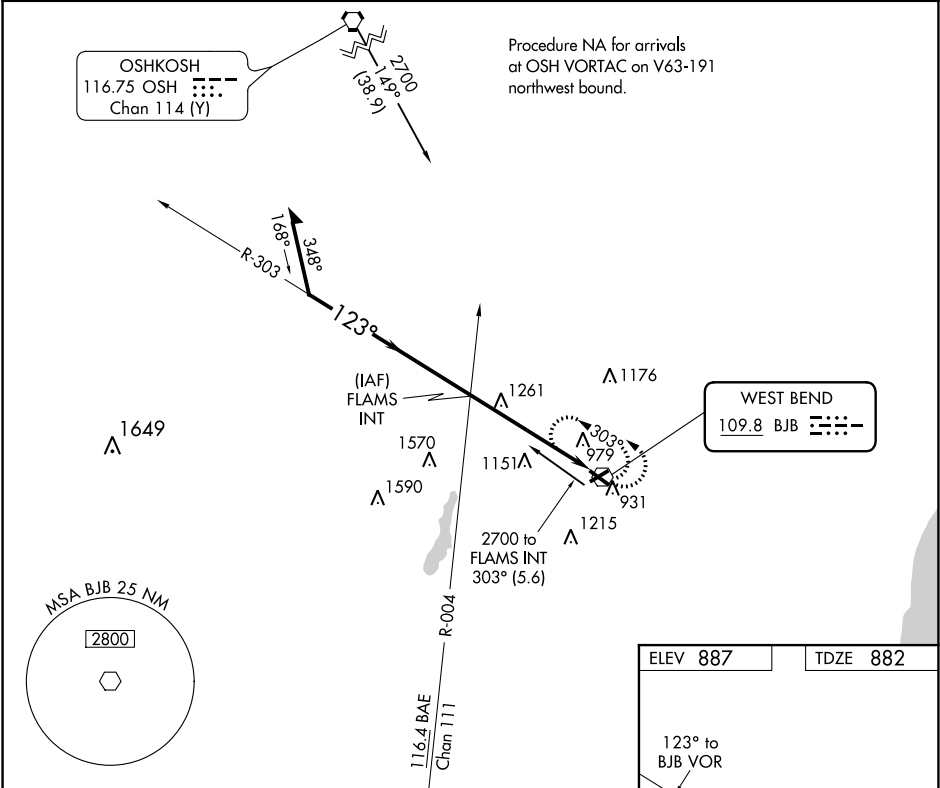 OSHKOSH
116.75 OSH
Chan 114 (Y)
2700
149°
(38.9)
Procedure NA for arrivals
at OSH VORTAC on V63-191
northwest bound.
R-303
168°
348°
123°
(IAF)
FLAMS
INT
1261
1176
WEST BEND
109.8 BJB
1649
1570
1590
1151
303°
979
931
1215
2700 to
FLAMS INT
303° (5.6)
MSA BJB 25 NM
2800
R-004
116.4 BAE
Chan 111
ELEV 887
TDZE 882
123° to
BJB VOR